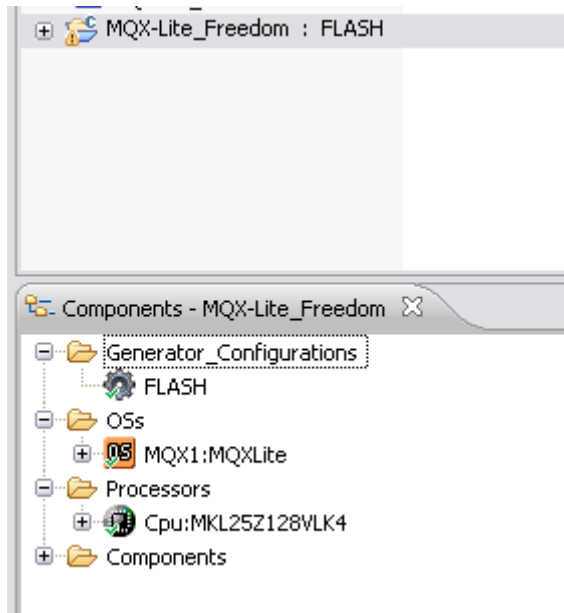 MQX-Lite_Freedom : FLASH
Components - MQX-Lite_Freedom
Generator_Configurations
FLASH
OSs
MQX1:MQXLite
Processors
Cpu:MKL25Z128VLK4
Components